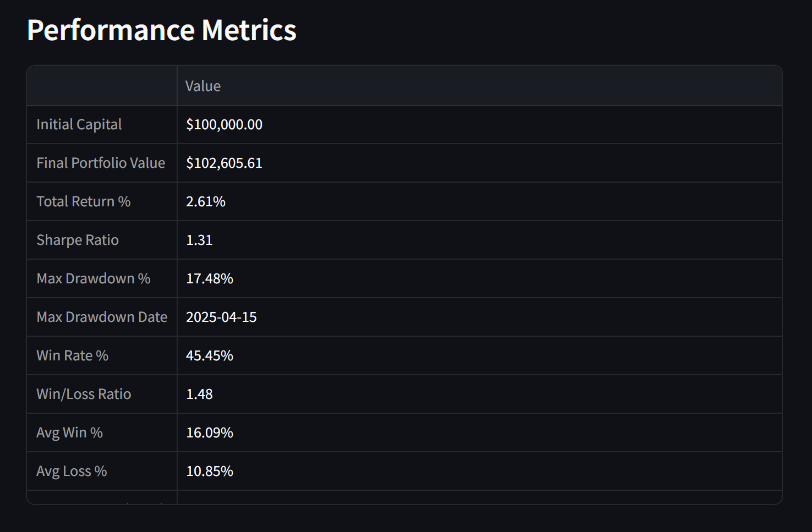 Performance Metrics
Value
Initial Capital $100,000.00
Final Portfolio Value $102,605.61
Total Return % 2.61%
Sharpe Ratio 1.31
Max Drawdown % 17.48%
Max Drawdown Date 2025-04-15
Win Rate % 45.45%
Win/Loss Ratio 1.48
Avg Win % 16.09%
Avg Loss % 10.85%